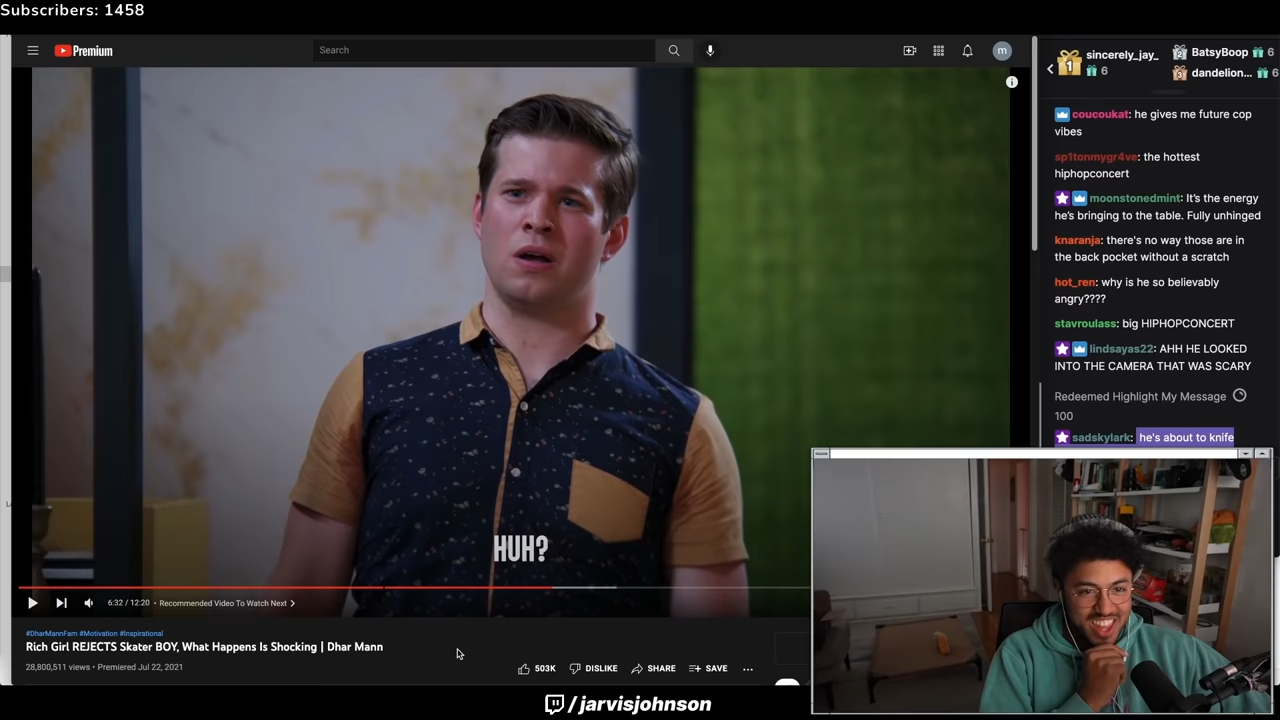 Subscribers: 1458
Premium
Search
m
1
sincerely_jay_
6
BatsyBoop 6
dandelion... 6
coucoukat: he gives me future cop
vibes
sp1tonmygr4ve: the hottest
hiphopconcert
moonstonedmint: It's the energy
he's bringing to the table. Fully unhinged
knaranja: there's no way those are in
the back pocket without a scratch
hot_ren: why is he so believably
angry????
stavroulass: big HIPHOPCONCERT
lindsayas22: AHH HE LOOKED
INTO THE CAMERA THAT WAS SCARY
Redeemed Highlight My Message
100
sadskylark: he's about to knife
HUH?
6:32 / 12:20 • Recommended Video To Watch Next
#DharMannFam #Motivation #Inspirational
Rich Girl REJECTS Skater BOY, What Happens Is Shocking | Dhar Mann
28,800,511 views • Premiered Jul 22, 2021
503K DISLIKE SHARE SAVE ...
/jarvisjohnson